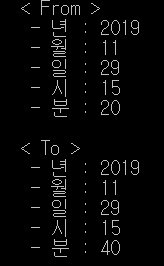 < From >
- 년 : 2019
- 월 : 11
- 일 : 29
- 시 : 15
- 분 : 20
< To >
- 년 : 2019
- 월 : 11
- 일 : 29
- 시 : 15
- 분 : 40